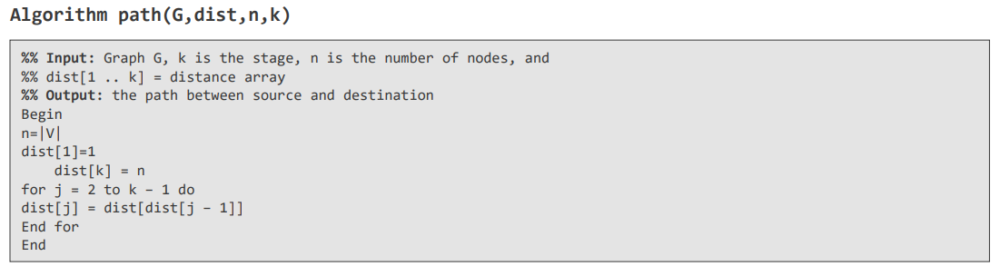 Algorithm path(G,dist,n,k)
%% Input: Graph G, k is the stage, n is the number of nodes, and
%% dist[1 .. k] = distance array
%% Output: the path between source and destination
Begin
n=|V|
dist[1]=1
dist[k] = n
for j = 2 to k – 1 do
dist[j] = dist[dist[j – 1]]
End for
End